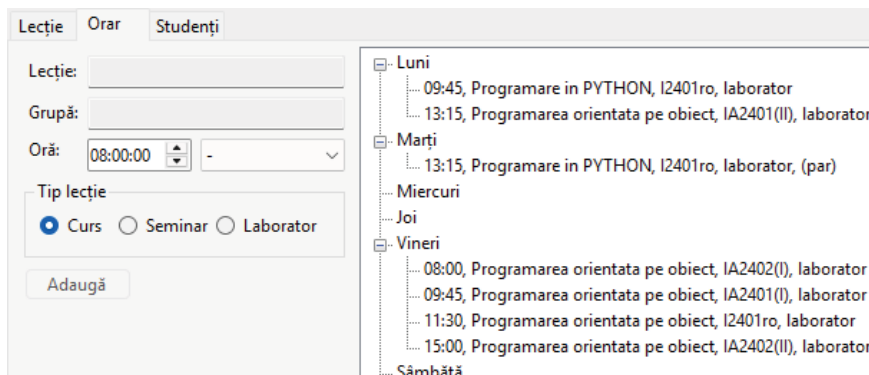 Lecție Orar Studenți
Lecție:
Grupă:
Oră: 08:00:00 -
Tip lecție
Curs Seminar Laborator
Adaugă
Luni
09:45, Programare in PYTHON, I2401ro, laborator
13:15, Programarea orientata pe obiect, IA2401(II), laborator
Marți
13:15, Programare in PYTHON, I2401ro, laborator, (par)
Miercuri
Joi
Vineri
08:00, Programarea orientata pe obiect, IA2402(I), laborator
09:45, Programarea orientata pe obiect, IA2401(I), laborator
11:30, Programarea orientata pe obiect, I2401ro, laborator
15:00, Programarea orientata pe obiect, IA2402(II), laborator
Sâmbătă